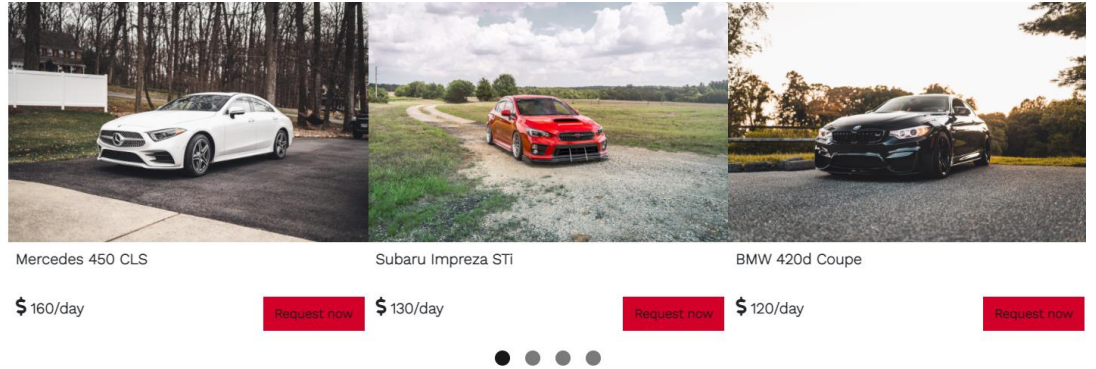 Mercedes 450 CLS
$ 160/day
Request now
Subaru Impreza STi
$ 130/day
Request now
BMW 420d Coupe
$ 120/day
Request now